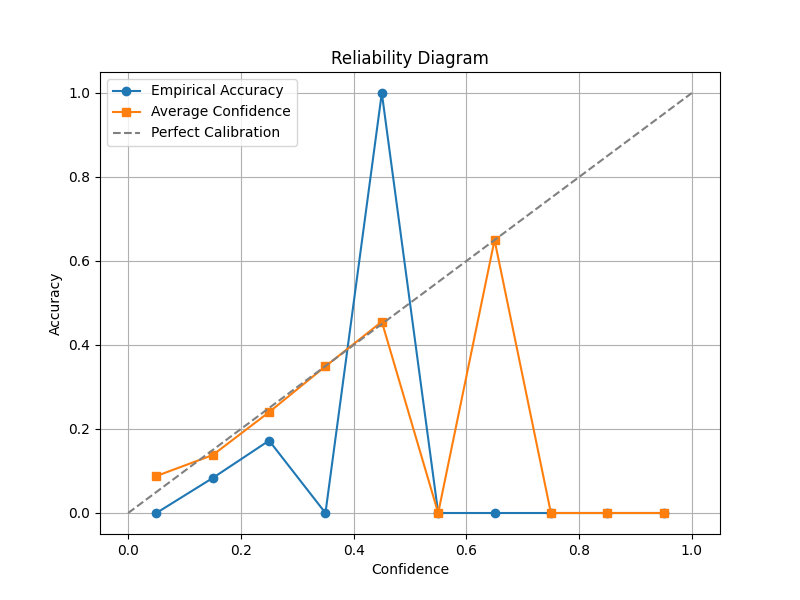 Reliability Diagram
Empirical Accuracy
Average Confidence
Perfect Calibration
Accuracy
1.0
0.8
0.6
0.4
0.2
0.0
0.0 0.2 0.4 0.6 0.8 1.0
Confidence